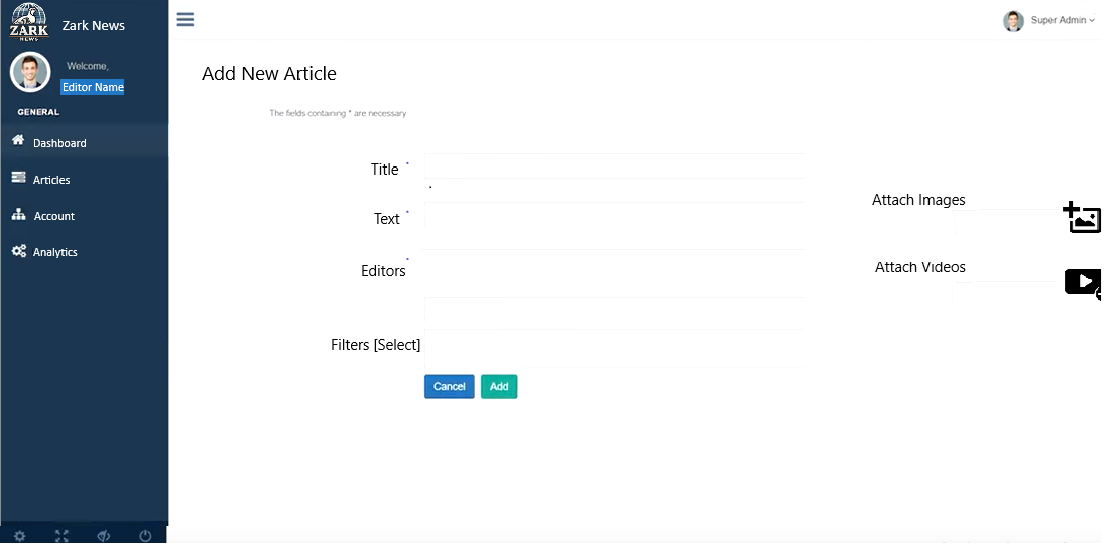 ZARK
NEWS
Zark News
Super Admin
Welcome,
Editor Name
GENERAL
Dashboard
Articles
Account
Analytics
Add New Article
The fields containing * are necessary
Title *
Text *
Editors *
Filters [Select]
Cancel
Add
Attach Images
Attach Videos